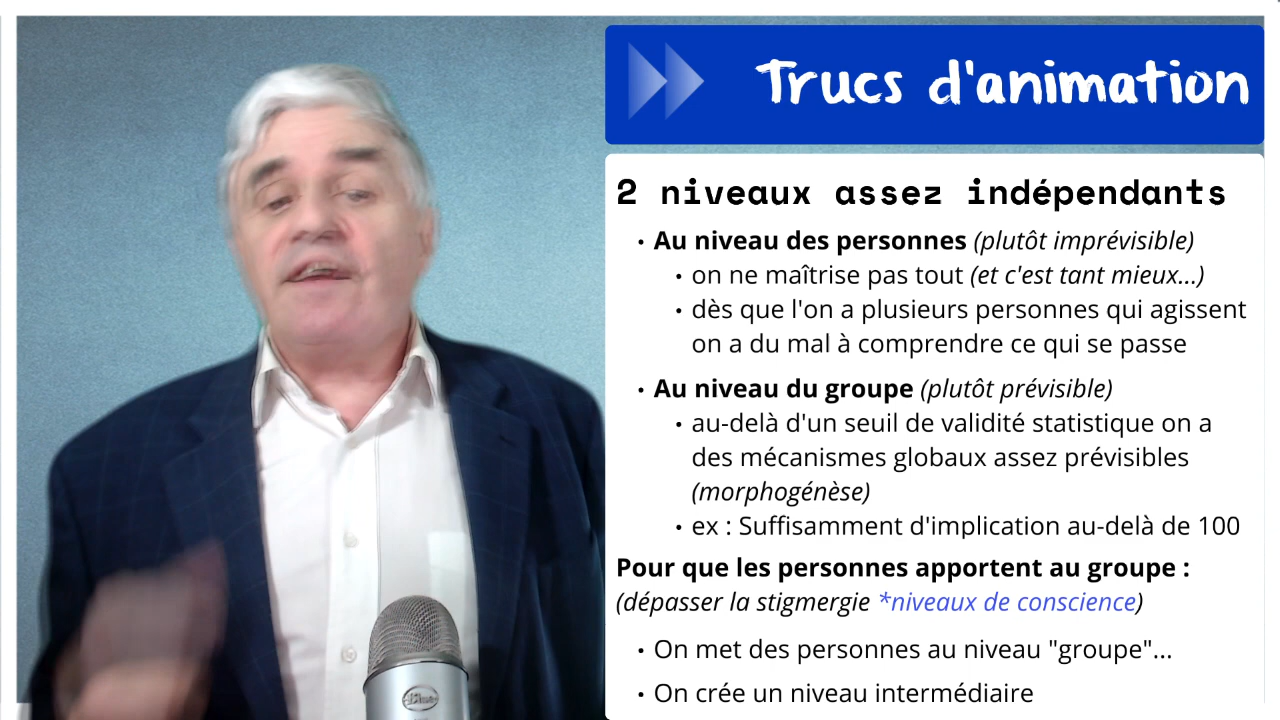 Trucs d'animation
2 niveaux assez indépendants
• Au niveau des personnes (plutôt imprévisible)
• on ne maîtrise pas tout (et c'est tant mieux...)
• dès que l'on a plusieurs personnes qui agissent
on a du mal à comprendre ce qui se passe
• Au niveau du groupe (plutôt prévisible)
• au-delà d'un seuil de validité statistique on a
des mécanismes globaux assez prévisibles
(morphogénèse)
• ex : Suffisamment d'implication au-delà de 100
Pour que les personnes apportent au groupe :
(dépasser la stigmergie *niveaux de conscience)
• On met des personnes au niveau "groupe"...
• On crée un niveau intermédiaire
Blue